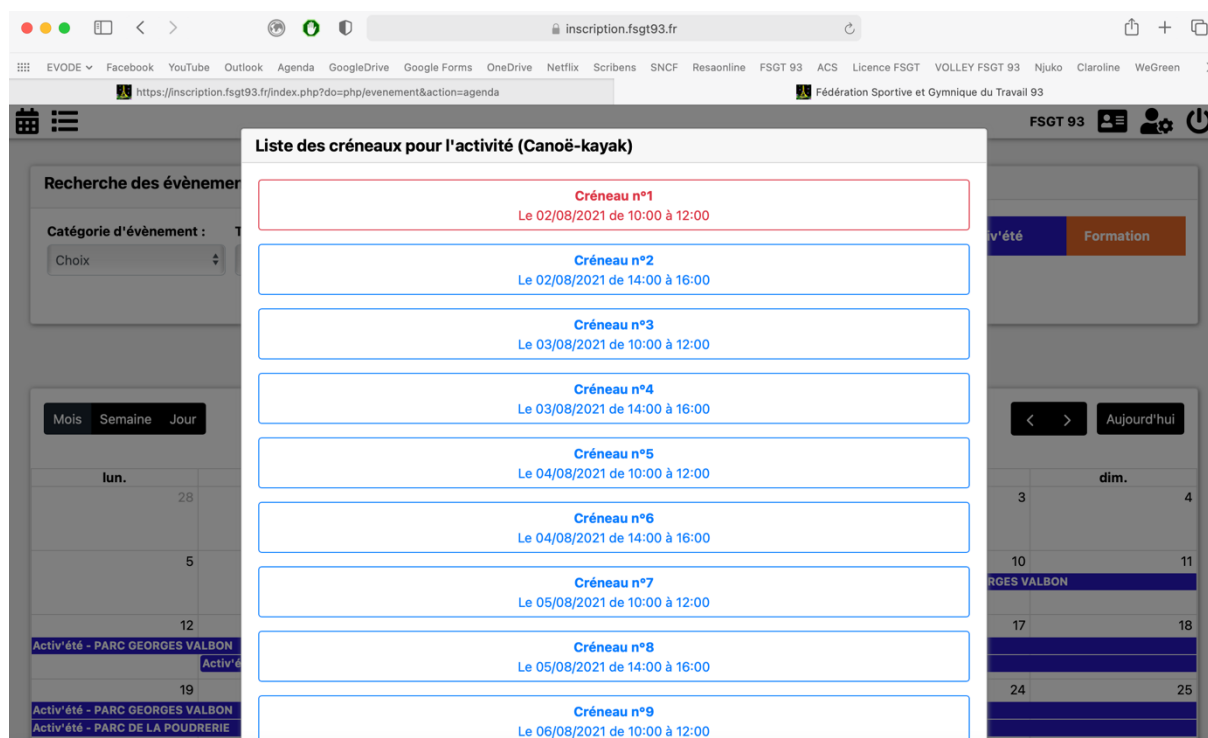 inscription.fsgt93.fr
EVODE Facebook YouTube Outlook Agenda GoogleDrive Google Forms OneDrive Netflix Scribens SNCF Resaonline FSGT 93 ACS Licence FSGT VOLLEY FSGT 93 Njuko Claroline WeGreen
https://inscription.fsgt93.fr/index.php?do=php/evenement&action=agenda
Fédération Sportive et Gymnique du Travail 93
FSGT 93
Liste des créneaux pour l'activité (Canoë-kayak)
Recherche des évènemen
Catégorie d'évènement : T
Choix
iv'été
Formation
Créneau n°1
Le 02/08/2021 de 10:00 à 12:00
Créneau n°2
Le 02/08/2021 de 14:00 à 16:00
Créneau n°3
Le 03/08/2021 de 10:00 à 12:00
Créneau n°4
Le 03/08/2021 de 14:00 à 16:00
Créneau n°5
Le 04/08/2021 de 10:00 à 12:00
Créneau n°6
Le 04/08/2021 de 14:00 à 16:00
Créneau n°7
Le 05/08/2021 de 10:00 à 12:00
Créneau n°8
Le 05/08/2021 de 14:00 à 16:00
Créneau n°9
Le 06/08/2021 de 10:00 à 12:00
Mois Semaine Jour
Aujourd'hui
lun. dim.
28 3 4
5 10 11
RGES VALBON
12 17 18
Activ'été - PARC GEORGES VALBON
Activ'é
19 24 25
Activ'été - PARC GEORGES VALBON
Activ'été - PARC DE LA POUDRERIE